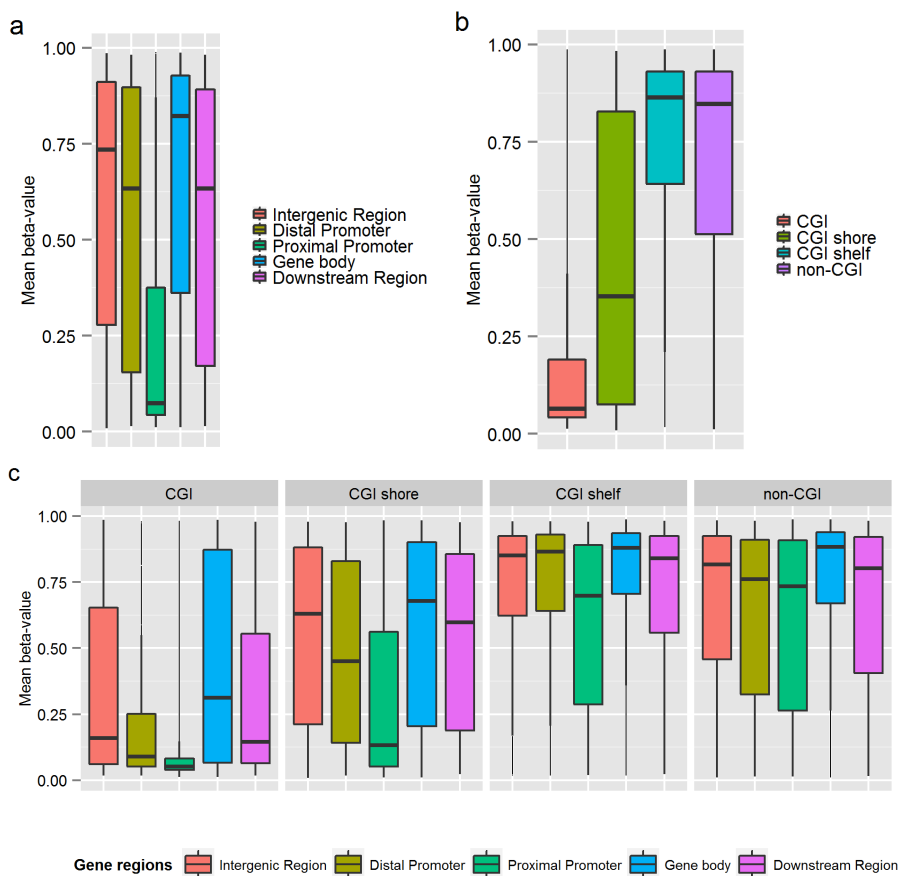 a
1.00
0.75
0.50
0.25
0.00
Mean beta-value
Intergenic Region
Distal Promoter
Proximal Promoter
Gene body
Downstream Region
b
1.00
0.75
0.50
0.25
0.00
Mean beta-value
CGI
CGI shore
CGI shelf
non-CGI
c
CGI
CGI shore
CGI shelf
non-CGI
1.00
0.75
0.50
0.25
0.00
Mean beta-value
Gene regions Intergenic Region Distal Promoter Proximal Promoter Gene body Downstream Region